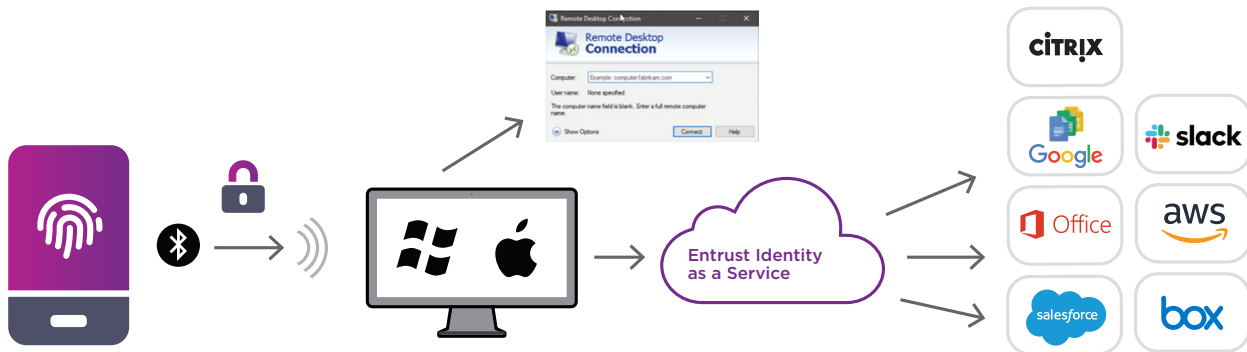 Remote Desktop Connection
Remote Desktop
Connection
Computer:
Example: computer.fabrikam.com
User name:
None specified
The computer name field is blank. Enter a full remote computer
name.
Show Options
Connect
Help
Entrust Identity
as a Service
CİTRIX
Google
slack
Office
aws
salesforce
box